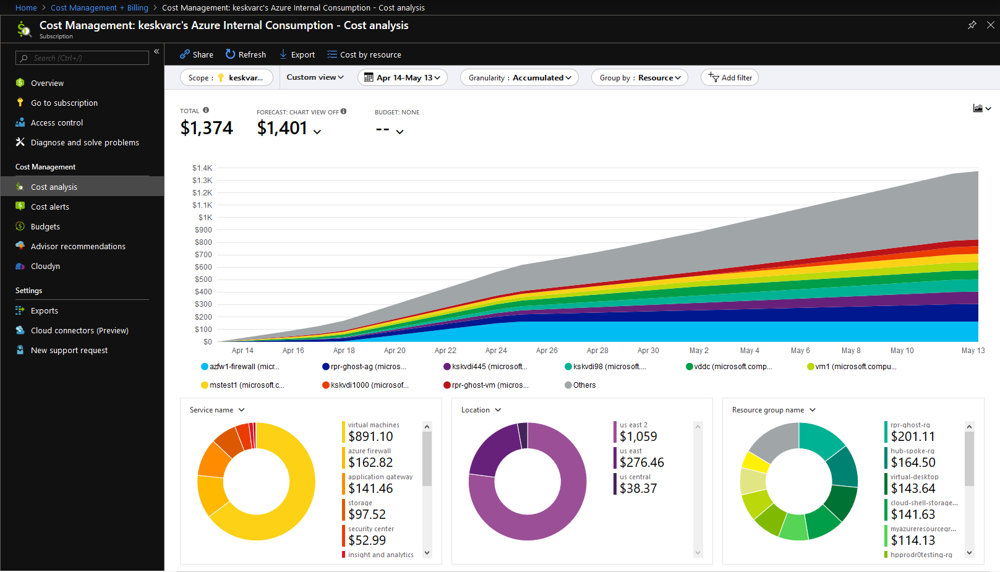 Home > Cost Management + Billing > Cost Management: keskvarc's Azure Internal Consumption - Cost analysis
Cost Management: keskvarc's Azure Internal Consumption - Cost analysis
Subscription
Search (Ctrl+/)
«
Overview
Go to subscription
Access control
Diagnose and solve problems
Cost Management
Cost analysis
Cost alerts
Budgets
Advisor recommendations
Cloudyn
Settings
Exports
Cloud connectors (Preview)
New support request
Share Refresh Export Cost by resource
Scope : keskvar... Custom view Apr 14-May 13 Granularity : Accumulated Group by : Resource Add filter
TOTAL FORECAST: CHART VIEW OFF BUDGET: NONE
$1,374 $1,401 --
$1.4K
$1.3K
$1.2K
$1.1K
$1K
$900
$800
$700
$600
$500
$400
$300
$200
$100
$0
Apr 14 Apr 16 Apr 18 Apr 20 Apr 22 Apr 24 Apr 26 Apr 28 Apr 30 May 2 May 4 May 6 May 8 May 10 May 13
azfw1-firewall (micr... rpr-ghost-ag (micros... kskvdi445 (microsoft... kskvdi98 (microsoft.... vddc (microsoft.comp... vm1 (microsoft.compu...
mstest1 (microsoft.c... kskvdi1000 (microsof... rpr-ghost-vm (micros... Others
Service name
virtual machines
$891.10
azure firewall
$162.82
application gateway
$141.46
storage
$97.52
security center
$52.99
insight and analytics
Location
us east 2
$1,059
us east
$276.46
us central
$38.37
Resource group name
rpr-ghost-rg
$201.11
hub-spoke-rg
$164.50
virtual-desktop
$143.64
cloud-shell-storage...
$141.63
myazureresourcegr...
$114.13
hpprodr0testing-rg